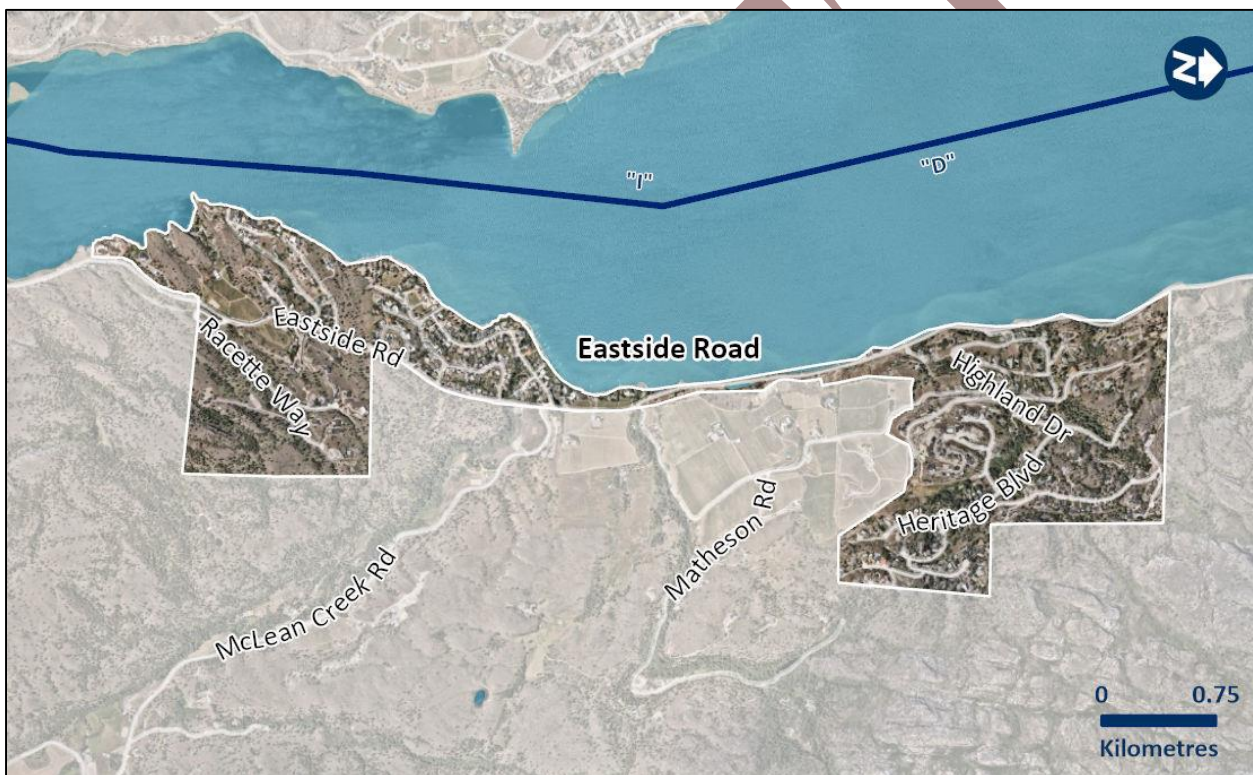 N
"I"
"D"
Eastside Rd
Racette Way
Eastside Road
Highland Dr
Heritage Blvd
Matheson Rd
McLean Creek Rd
0 0.75
Kilometres